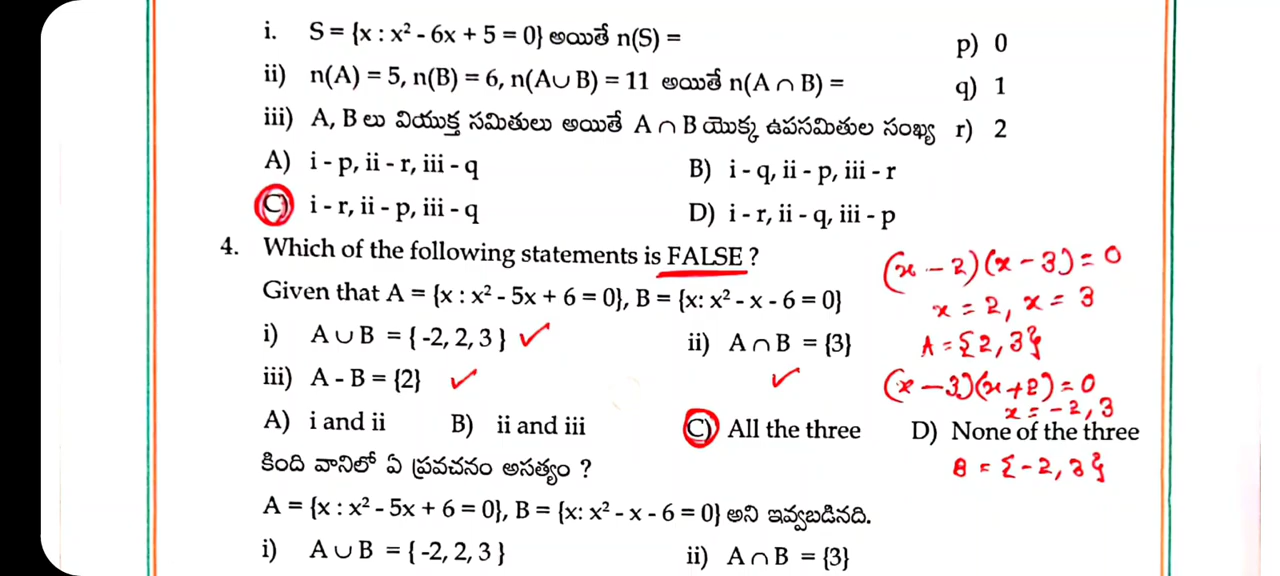 i. S = {x : x² - 6x + 5 = 0} అయితే n(S) = p) 0
ii) n(A) = 5, n(B) = 6, n(A∪B) = 11 అయితే n(A ∩ B) = q) 1
iii) A, B లు వియుక్త సమితులు అయితే A ∩ B యొక్క ఉపసమితుల సంఖ్య r) 2
A) i - p, ii - r, iii - q B) i - q, ii - p, iii - r
C) i - r, ii - p, iii - q D) i - r, ii - q, iii - p
4. Which of the following statements is FALSE ?
(x - 2)(x - 3) = 0
Given that A = {x : x² - 5x + 6 = 0}, B = {x: x² - x - 6 = 0}
x = 2, x = 3
i) A ∪ B = { -2, 2, 3 } ✓ ii) A ∩ B = {3} ✓
A = {2, 3}
iii) A - B = {2} ✓
(x - 3)(x + 2) = 0
x = -2, 3
A) i and ii B) ii and iii C) All the three D) None of the three
కింది వానిలో ఏ ప్రవచనం అసత్యం ?
B = {-2, 3}
A = {x : x² - 5x + 6 = 0}, B = {x: x² - x - 6 = 0} అని ఇవ్వబడినది.
i) A ∪ B = { -2, 2, 3 } ii) A ∩ B = {3}